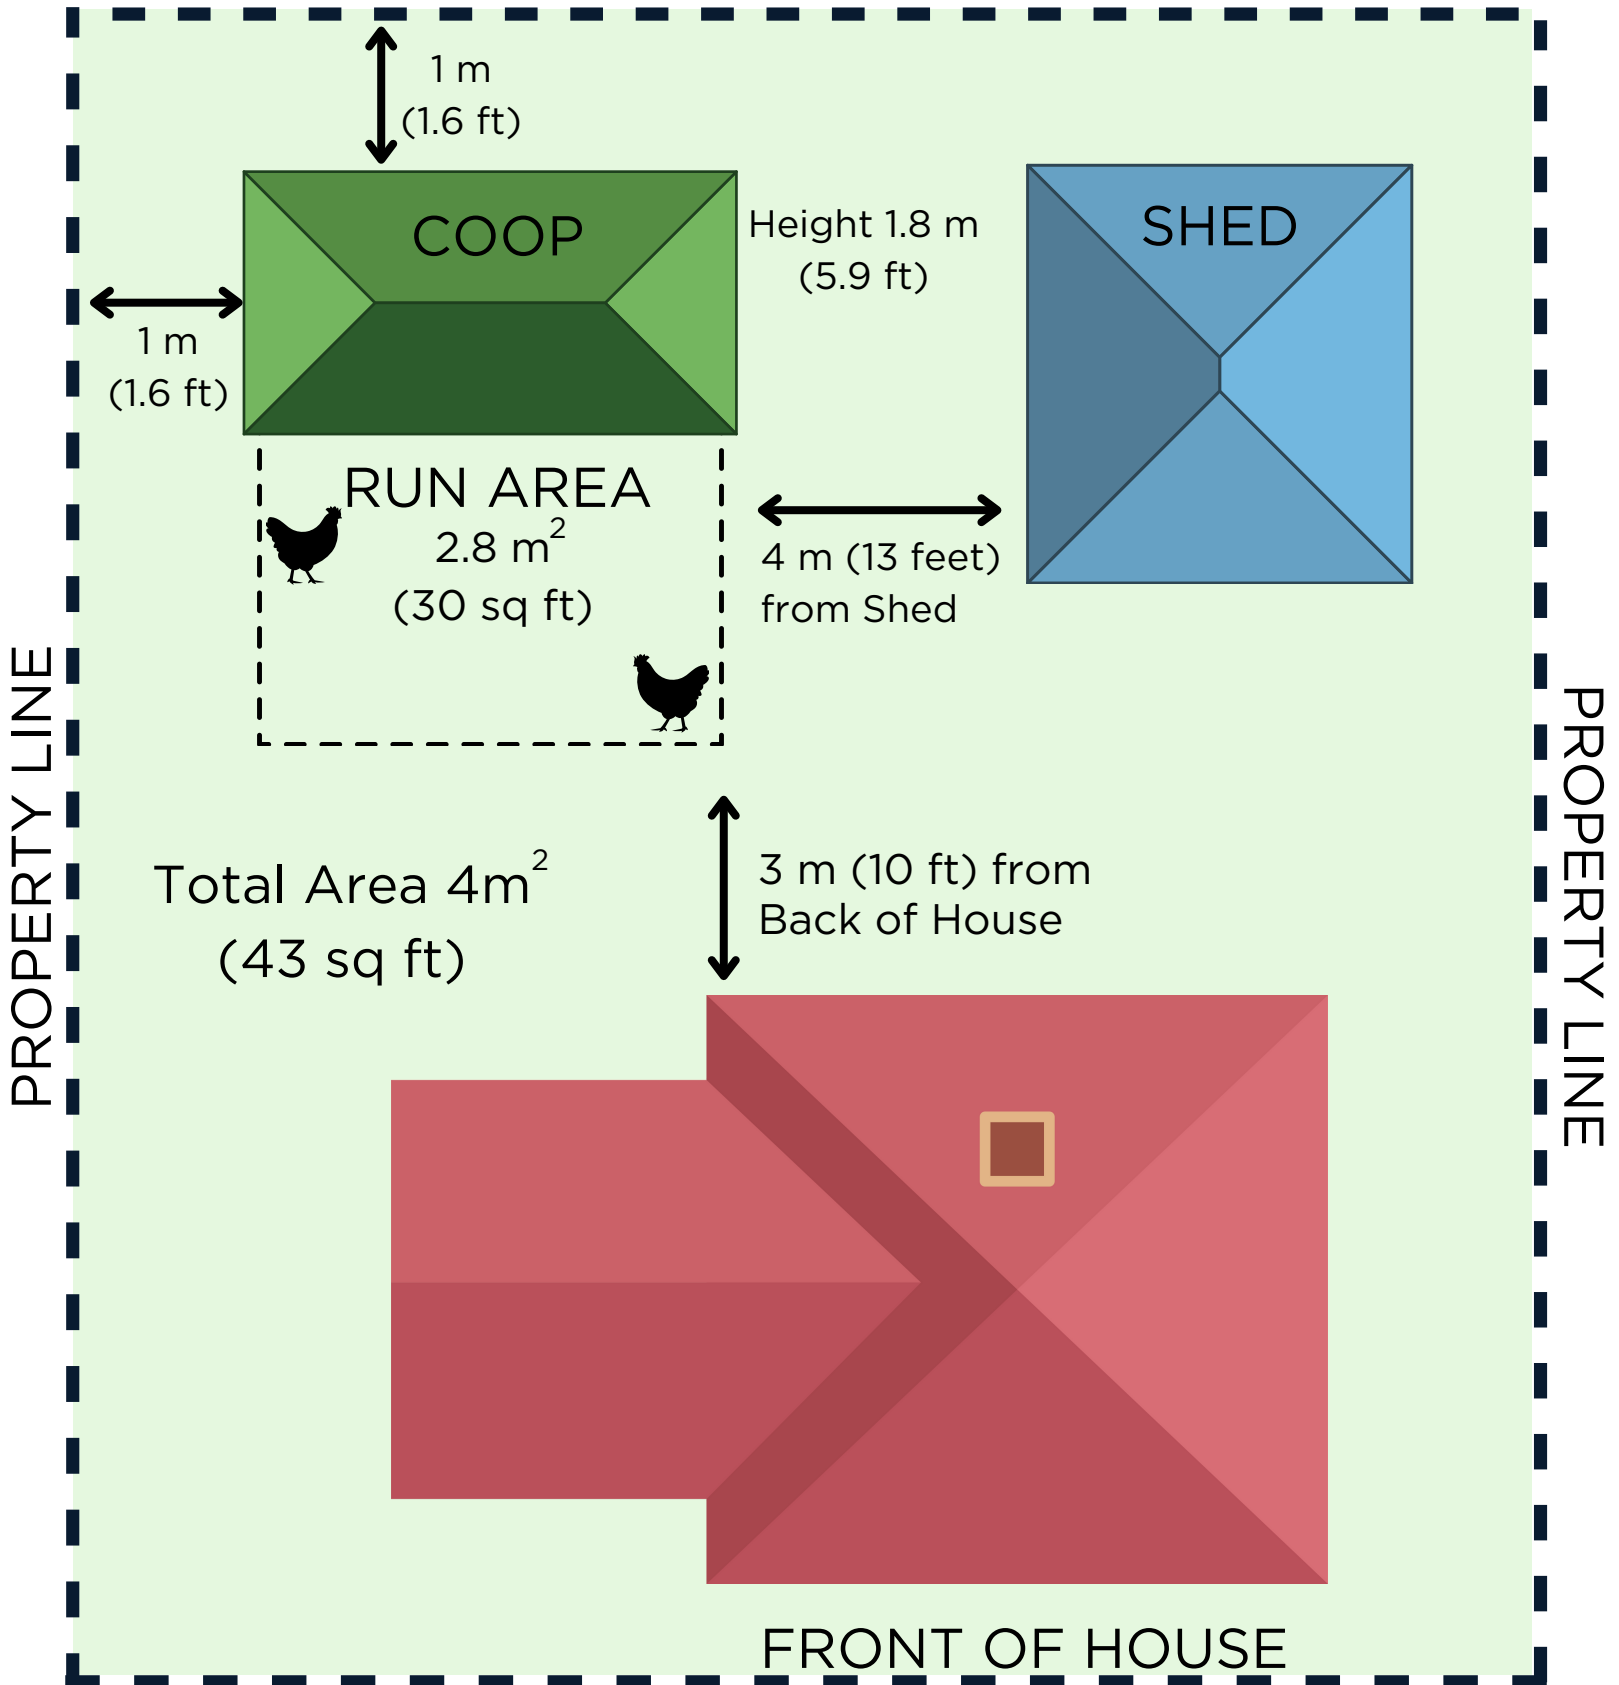 1 m
(1.6 ft)
COOP
Height 1.8 m
(5.9 ft)
SHED
1 m
(1.6 ft)
RUN AREA
2.8 m²
(30 sq ft)
4 m (13 feet)
from Shed
PROPERTY LINE
PROPERTY LINE
Total Area 4m²
(43 sq ft)
3 m (10 ft) from
Back of House
FRONT OF HOUSE